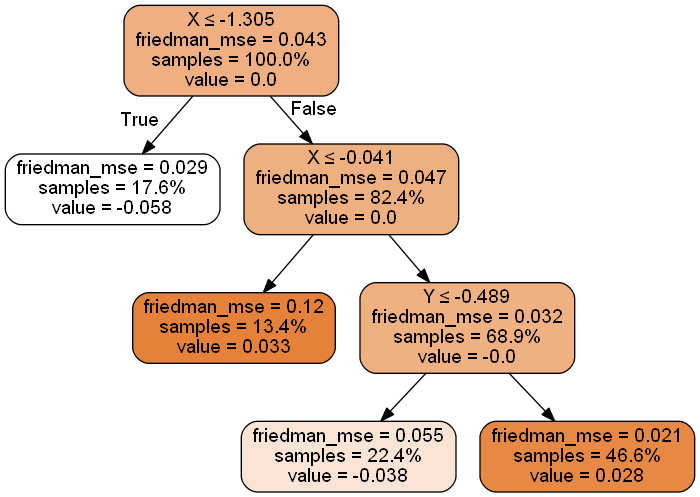 X ≤ -1.305
friedman_mse = 0.043
samples = 100.0%
value = 0.0
True
False
friedman_mse = 0.029
samples = 17.6%
value = -0.058
X ≤ -0.041
friedman_mse = 0.047
samples = 82.4%
value = 0.0
friedman_mse = 0.12
samples = 13.4%
value = 0.033
Y ≤ -0.489
friedman_mse = 0.032
samples = 68.9%
value = -0.0
friedman_mse = 0.055
samples = 22.4%
value = -0.038
friedman_mse = 0.021
samples = 46.6%
value = 0.028